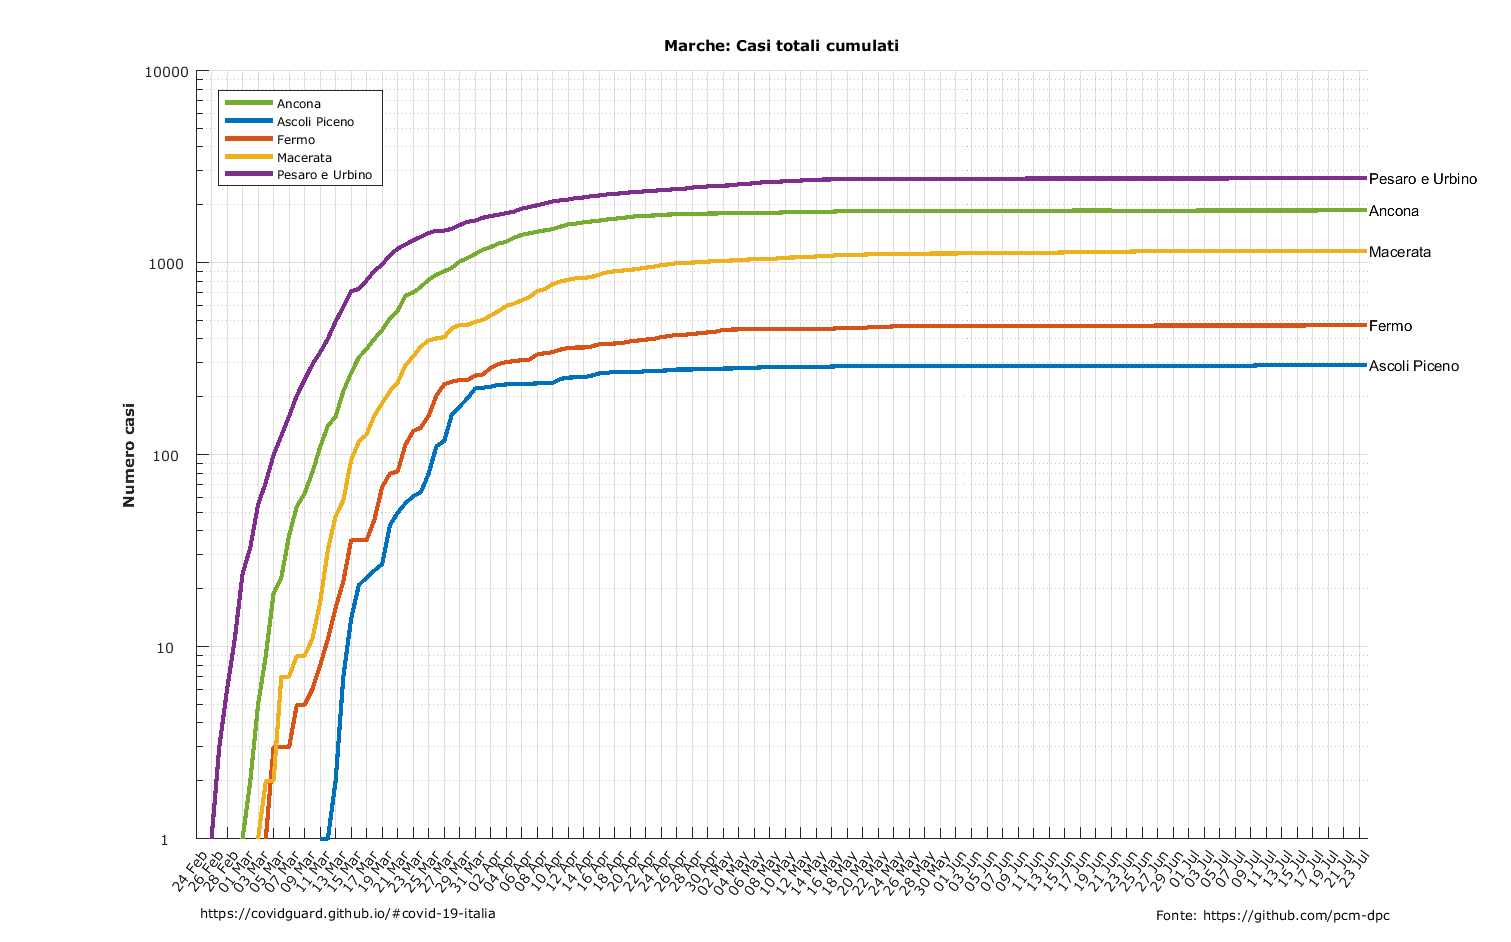 Marche: Casi totali cumulati
Numero casi
10000
1000
100
10
1
Ancona
Ascoli Piceno
Fermo
Macerata
Pesaro e Urbino
Pesaro e Urbino
Ancona
Macerata
Fermo
Ascoli Piceno
24 Feb
26 Feb
28 Feb
01 Mar
03 Mar
05 Mar
07 Mar
09 Mar
11 Mar
13 Mar
15 Mar
17 Mar
19 Mar
21 Mar
23 Mar
25 Mar
27 Mar
29 Mar
31 Mar
02 Apr
04 Apr
06 Apr
08 Apr
10 Apr
12 Apr
14 Apr
16 Apr
18 Apr
20 Apr
22 Apr
24 Apr
26 Apr
28 Apr
30 Apr
02 May
04 May
06 May
08 May
10 May
12 May
14 May
16 May
18 May
20 May
22 May
24 May
26 May
28 May
30 May
01 Jun
03 Jun
05 Jun
07 Jun
09 Jun
11 Jun
13 Jun
15 Jun
17 Jun
19 Jun
21 Jun
23 Jun
25 Jun
27 Jun
29 Jun
01 Jul
03 Jul
05 Jul
07 Jul
09 Jul
11 Jul
13 Jul
15 Jul
17 Jul
19 Jul
21 Jul
23 Jul
https://covidguard.github.io/#covid-19-italia
Fonte: https://github.com/pcm-dpc